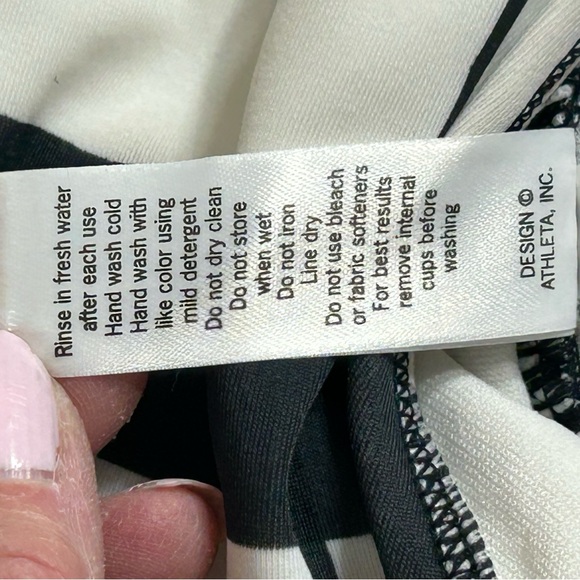 Rinse in fresh water
after each use
Hand wash cold
Hand wash with
like color using
mild detergent
Do not dry clean
Do not store
when wet
Do not iron
Line dry
Do not use bleach
or fabric softeners
For best results
remove internal
cups before
washing
DESIGN ©
ATHLETA, INC.